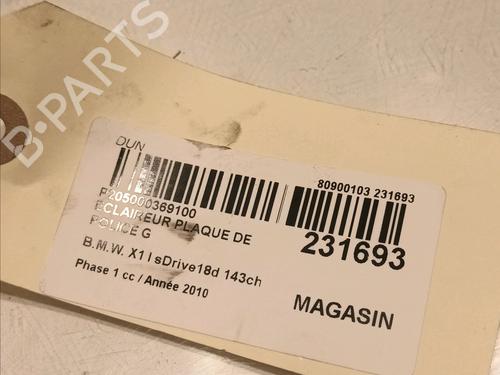 B-PARTS
DUN
80900103 231693
P205000369100
ECLAIREUR PLAQUE DE
POLICE G
231693
B.M.W. X1 I sDrive18d 143ch
Phase 1 cc / Année 2010
MAGASIN